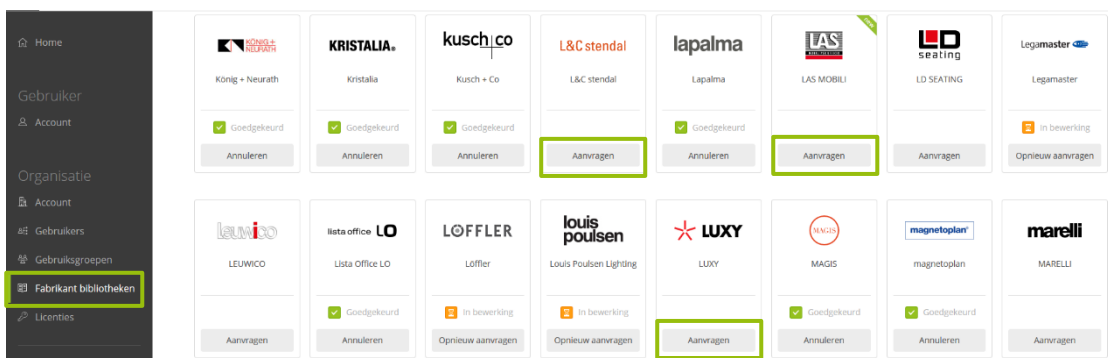 Home
Gebruiker
Account
Organisatie
Account
Gebruikers
Gebruiksgroepen
Fabrikant bibliotheken
Licenties
KÖNIG+
NEURATH
KRISTALIA®
kusch co
L&C stendal
lapalma
LAS
LD
seating
Legamaster
König + Neurath
Kristalia
Kusch + Co
L&C stendal
Lapalma
LAS MOBILI
LD SEATING
Legamaster
Goedgekeurd
Goedgekeurd
Goedgekeurd
Goedgekeurd
In bewerking
Annuleren
Annuleren
Annuleren
Aanvragen
Annuleren
Aanvragen
Aanvragen
Opnieuw aanvragen
leuwico
lista office LO
LÖFFLER
louis
poulsen
LUXY
MAGIS
magnetoplan®
marelli
LEUWICO
Lista Office LO
Löffler
Louis Poulsen Lighting
LUXY
MAGIS
magnetoplan
MARELLI
Goedgekeurd
In bewerking
In bewerking
Goedgekeurd
Goedgekeurd
Aanvragen
Annuleren
Opnieuw aanvragen
Opnieuw aanvragen
Aanvragen
Annuleren
Annuleren
Aanvragen